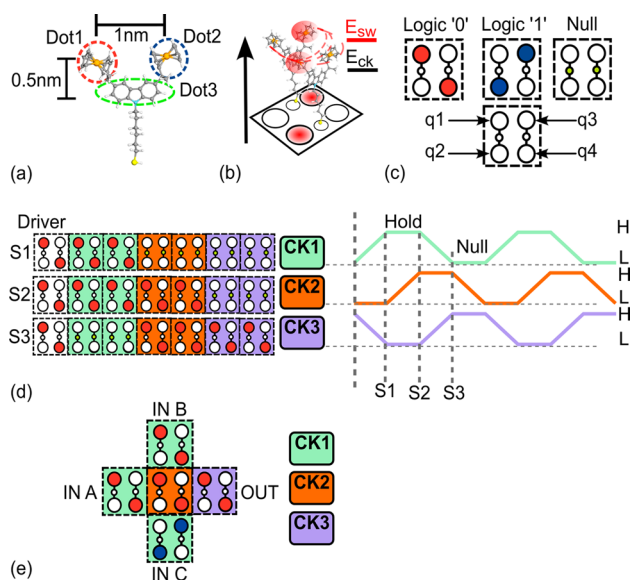 Dot1
1nm
Dot2
0.5nm
Dot3
(a)
E_sw
E_ck
(b)
Logic '0' Logic '1' Null
q1 q3
q2 q4
(c)
Driver
S1 CK1
S2 CK2
S3 CK3
Hold
Null
H
L
H
L
H
L
S1 S2 S3
(d)
IN B
IN A OUT
IN C
CK1
CK2
CK3
(e)